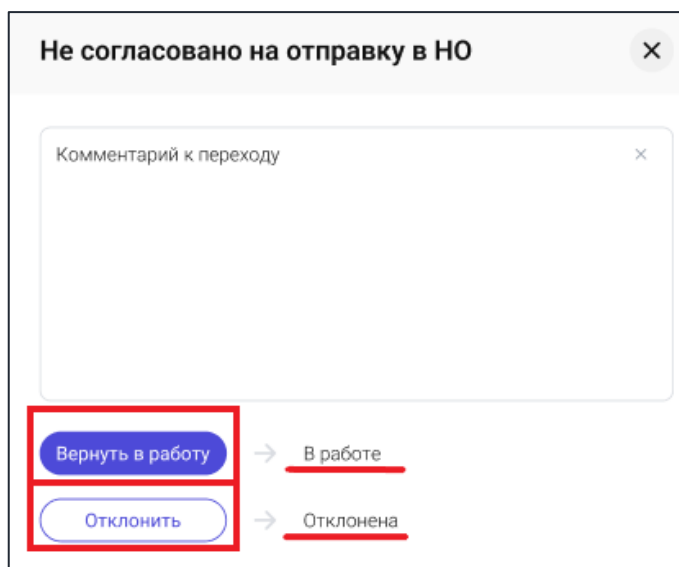 Не согласовано на отправку в НО
Комментарий к переходу
Вернуть в работу → В работе
Отклонить → Отклонена